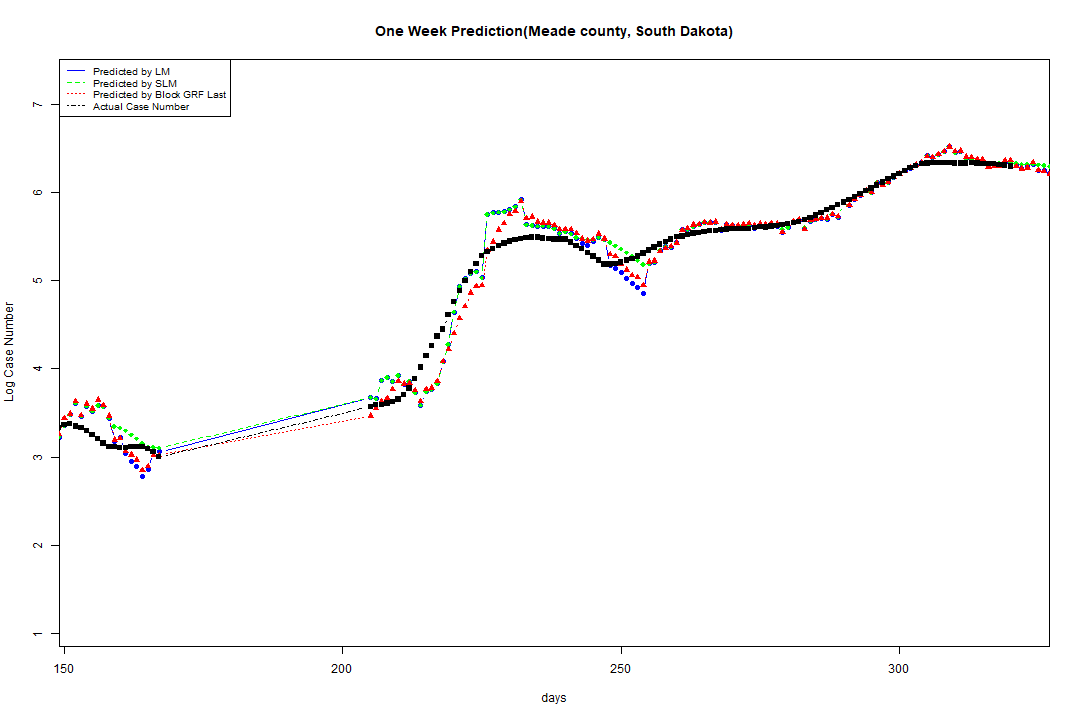 One Week Prediction(Meade county, South Dakota)
Predicted by LM
Predicted by SLM
Predicted by Block GRF Last
Actual Case Number
7
6
5
4
3
2
1
Log Case Number
150
200
250
300
days